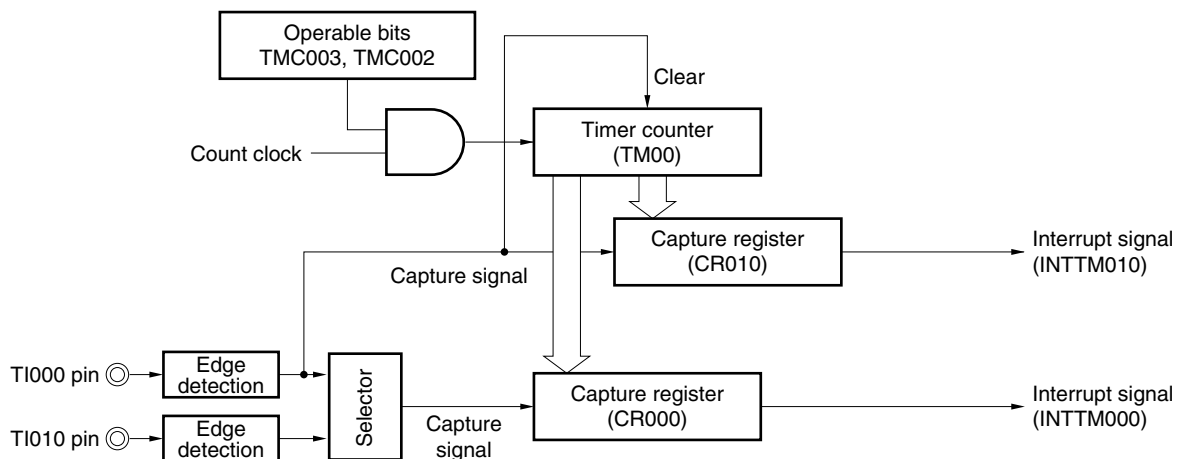 Operable bits
TMC003, TMC002
Clear
Timer counter
(TM00)
Count clock
Capture register
(CR010)
Interrupt signal
(INTTM010)
Capture signal
TI000 pin
Edge
detection
Selector
Capture register
(CR000)
Interrupt signal
(INTTM000)
TI010 pin
Edge
detection
Capture
signal